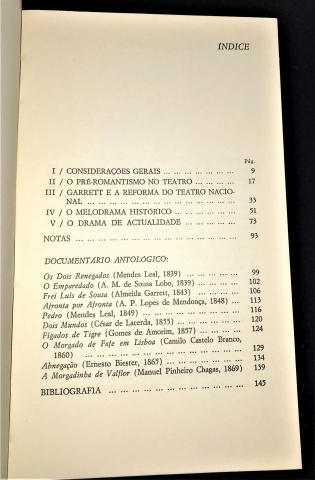 INDICE
Pág.
I / CONSIDERAÇÕES GERAIS ... ... ... ... ... ... ... 9
II / O PRÉ-ROMANTISMO NO TEATRO ... ... ... ... 17
III / GARRETT E A REFORMA DO TEATRO NACIO-
NAL ... ... ... ... ... ... ... ... ... ... ... 33
IV / O MELODRAMA HISTÓRICO ... ... ... ... ... ... 51
V / O DRAMA DE ACTUALIDADE ... ... ... ... ... 73
NOTAS ... ... ... ... ... ... ... ... ... ... ... ... ... 93
DOCUMENTÁRIO ANTOLÓGICO:
Os Dois Renegados (Mendes Leal, 1839) ... ... ... ... 99
O Emparedado (A. M. de Sousa Lobo, 1839) ... ... ... 102
Frei Luís de Sousa (Almeida Garrett, 1843) ... ... ... 106
Afronta por Afronta (A. P. Lopes de Mendonça, 1848) ... 113
Pedro (Mendes Leal, 1849) ... ... ... ... ... ... ... 116
Dois Mundos (César de Lacerda, 1855) ... ... ... ... 120
Fígados de Tigre (Gomes de Amorim, 1857) ... ... ... 124
O Morgado de Fafe em Lisboa (Camilo Castelo Branco,
1860) ... ... ... ... ... ... ... ... ... ... ... 129
Abnegação (Ernesto Biester, 1865) ... ... ... ... ... 134
A Morgadinha de Valflor (Manuel Pinheiro Chagas, 1869) 139
BIBLIOGRAFIA ... ... ... ... ... ... ... ... ... ... 145